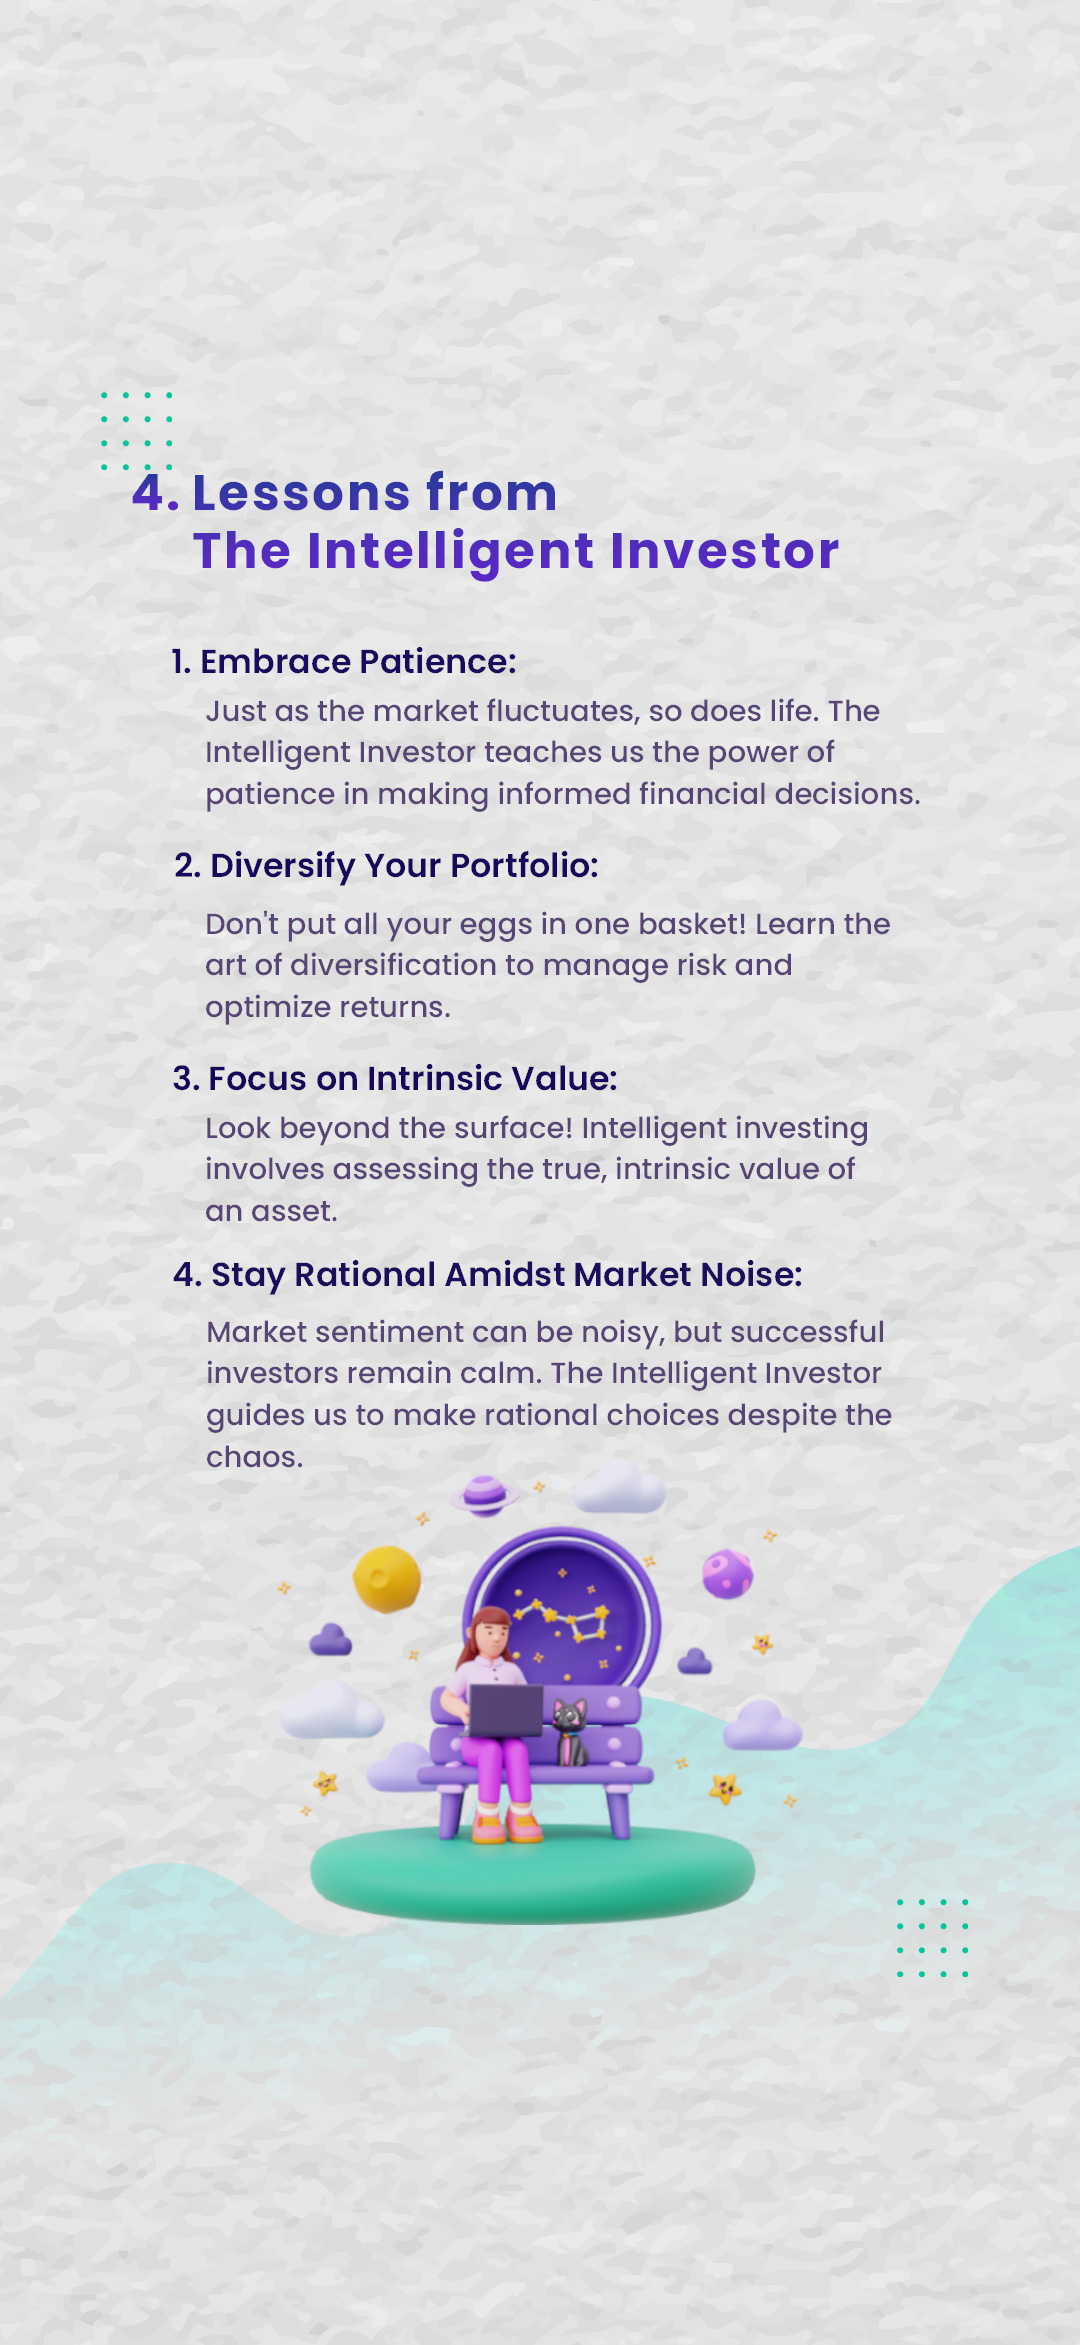 4. Lessons from
The Intelligent Investor
1. Embrace Patience:
Just as the market fluctuates, so does life. The
Intelligent Investor teaches us the power of
patience in making informed financial decisions.
2. Diversify Your Portfolio:
Don't put all your eggs in one basket! Learn the
art of diversification to manage risk and
optimize returns.
3. Focus on Intrinsic Value:
Look beyond the surface! Intelligent investing
involves assessing the true, intrinsic value of
an asset.
4. Stay Rational Amidst Market Noise:
Market sentiment can be noisy, but successful
investors remain calm. The Intelligent Investor
guides us to make rational choices despite the
chaos.